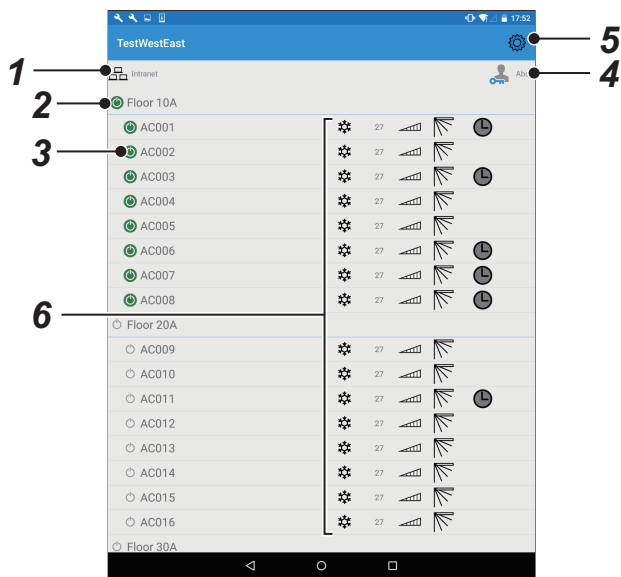 17:52
TestWestEast
5
1
Intranet
Abc
4
2
Floor 10A
AC001
27
3
AC002
27
AC003
27
AC004
27
AC005
27
AC006
27
AC007
27
AC008
27
6
Floor 20A
AC009
27
AC010
27
AC011
27
AC012
27
AC013
27
AC014
27
AC015
27
AC016
27
Floor 30A